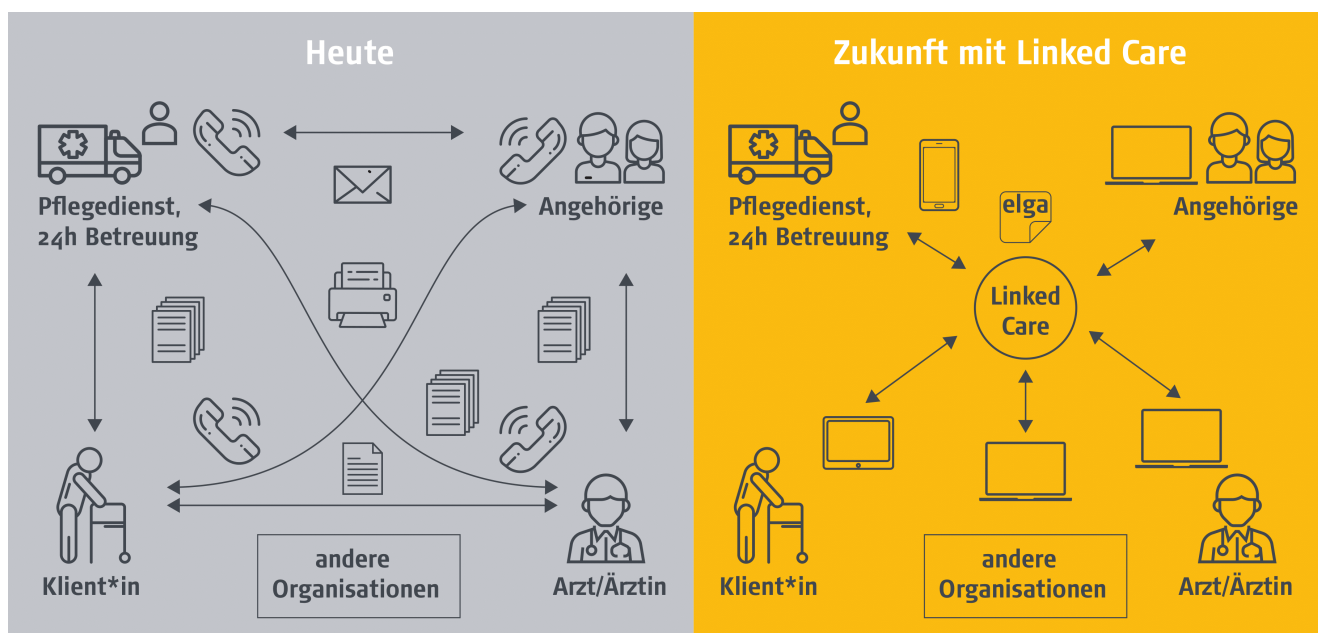 Heute
Pflegedienst,
24h Betreuung
Angehörige
Klient*in
andere
Organisationen
Arzt/Ärztin
Zukunft mit Linked Care
Pflegedienst,
24h Betreuung
elga
Angehörige
Linked
Care
Klient*in
andere
Organisationen
Arzt/Ärztin